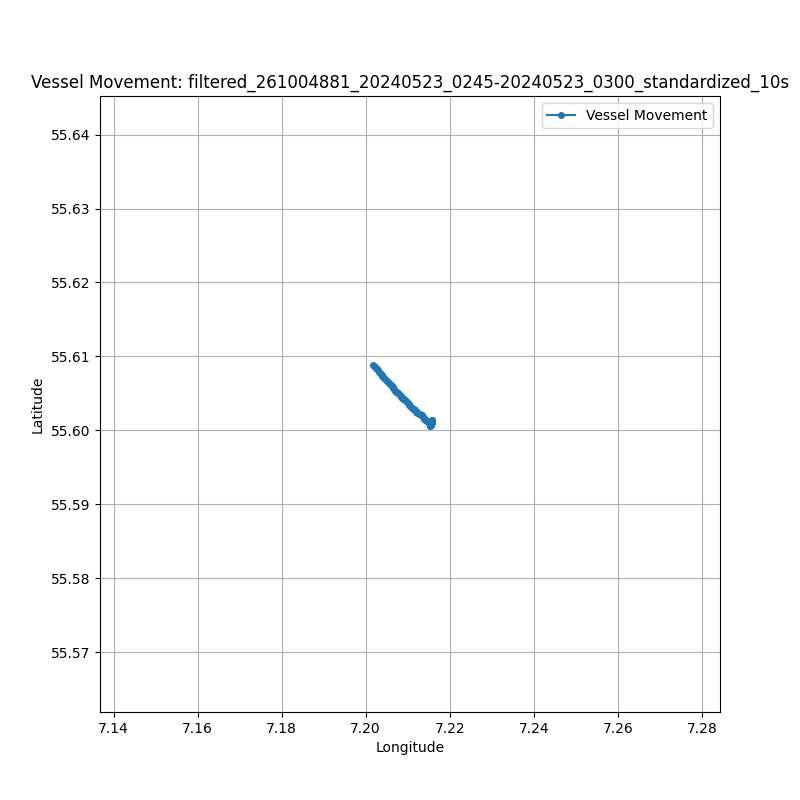 Vessel Movement: filtered_261004881_20240523_0245-20240523_0300_standardized_10s
Vessel Movement
55.64
55.63
55.62
55.61
55.60
55.59
55.58
55.57
Latitude
7.14 7.16 7.18 7.20 7.22 7.24 7.26 7.28
Longitude